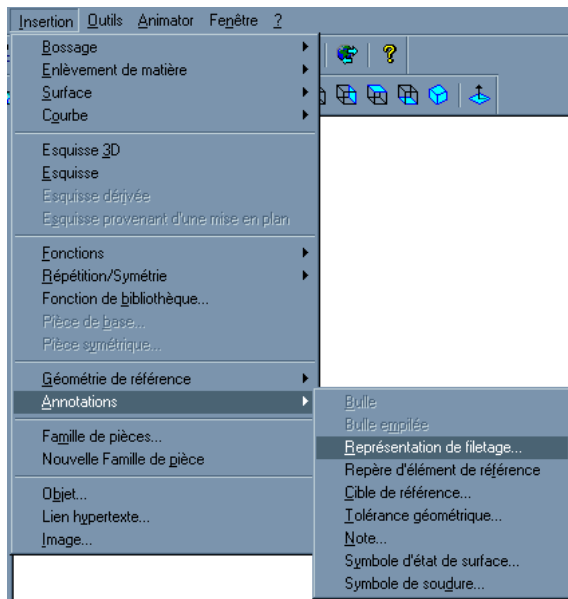 Insertion Outils Animator Fenêtre ?
Bossage
Enlèvement de matière
Surface
Courbe
Esquisse 3D
Esquisse
Esquisse dérivée
Esquisse provenant d'une mise en plan
Fonctions
Répétition/Symétrie
Fonction de bibliothèque...
Pièce de base...
Pièce symétrique...
Géométrie de référence
Annotations
Famille de pièces...
Nouvelle Famille de pièce
Objet...
Lien hypertexte...
Image...
Bulle
Bulle empilée
Représentation de filetage...
Repère d'élément de référence
Cible de référence...
Tolérance géométrique...
Note...
Symbole d'état de surface...
Symbole de soudure...